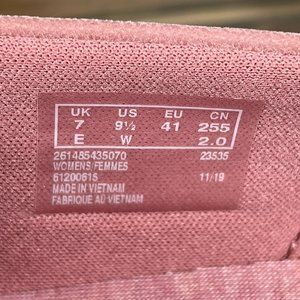 UK US EU CN
7 9½ 41 255
E W 2.0
261485435070 23535
WOMENS/FEMMES
61200615 11/19
MADE IN VIETNAM
FABRIQUE AU VIETNAM